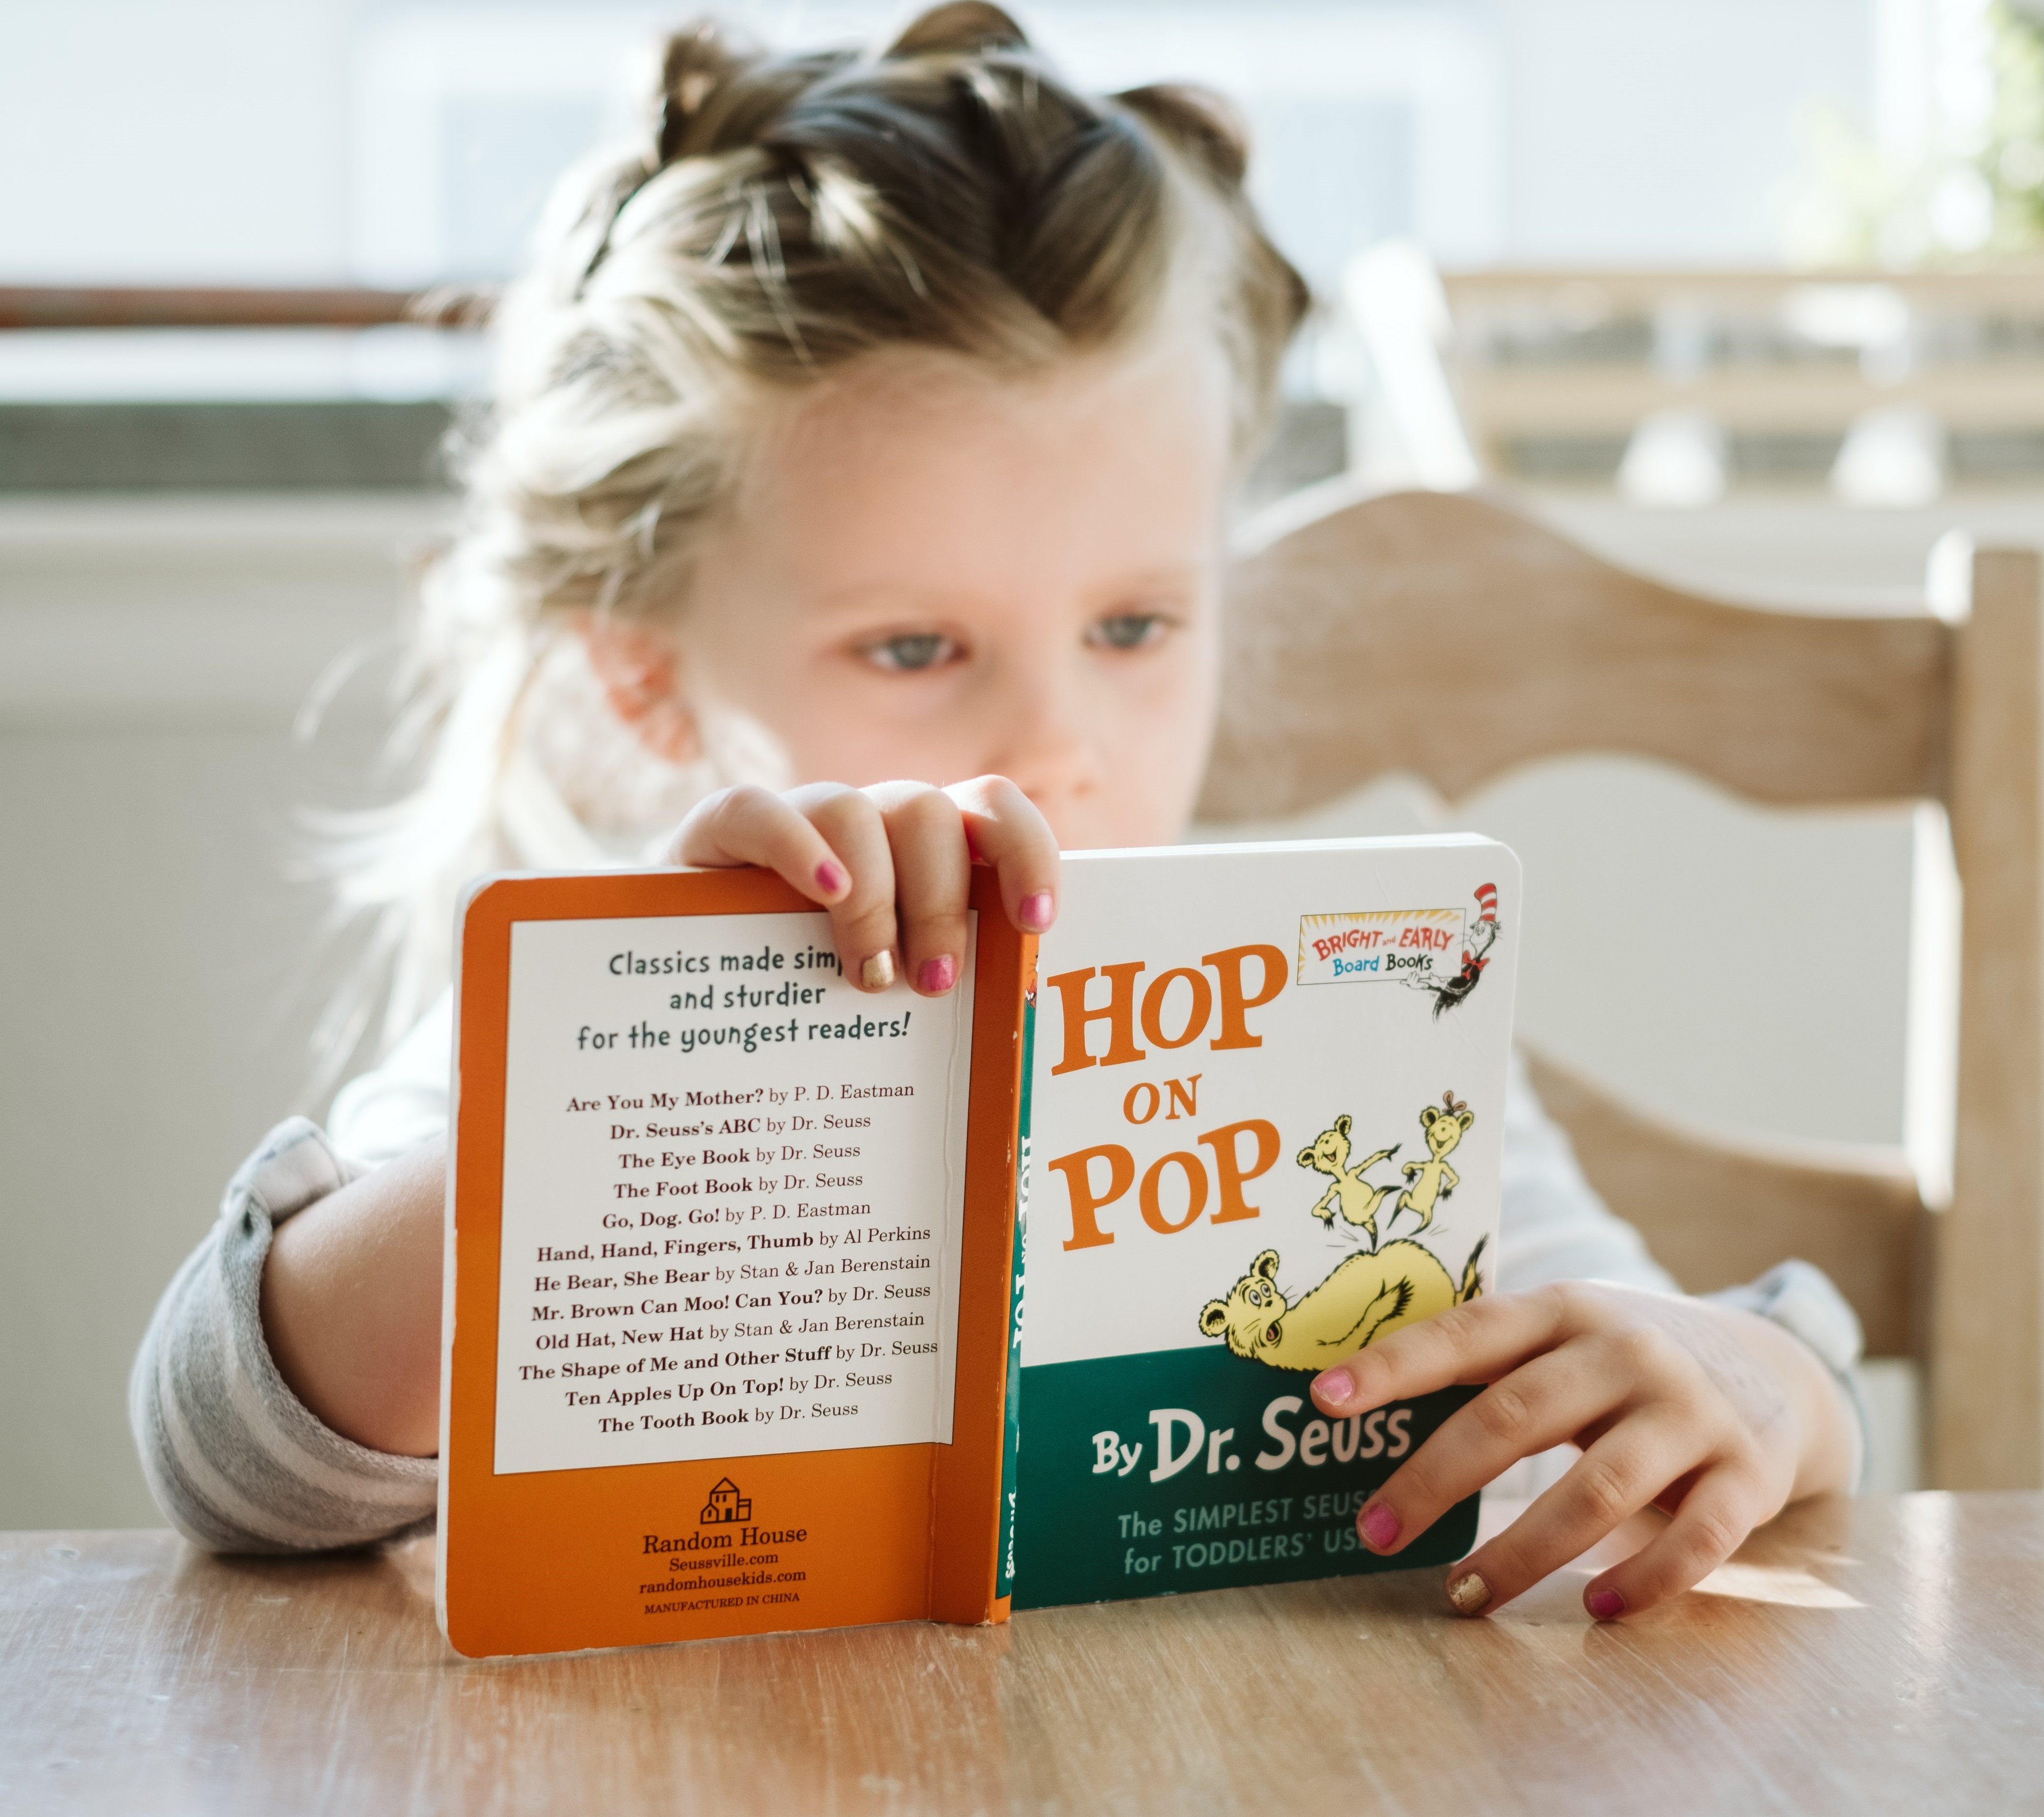 Classics made
and sturdier
for the youngest readers!
Are You My Mother? by P. D. Eastman
Dr. Seuss's ABC by Dr. Seuss
The Eye Book by Dr. Seuss
The Foot Book by Dr. Seuss
Go, Dog. Go! by P. D. Eastman
Hand, Hand, Fingers, Thumb by Al Perkins
He Bear, She Bear by Stan & Jan Berenstain
Mr. Brown Can Moo! Can You? by Dr. Seuss
Old Hat, New Hat by Stan & Jan Berenstain
The Shape of Me and Other Stuff by Dr. Seuss
Ten Apples Up On Top! by Dr. Seuss
The Tooth Book by Dr. Seuss
Random House
Seussville.com
randomhousekids.com
MANUFACTURED IN CHINA
BRIGHT and EARLY
Board Books
HOP
ON
POP
By Dr. Seuss
The SIMPLEST
for TODDLERS'